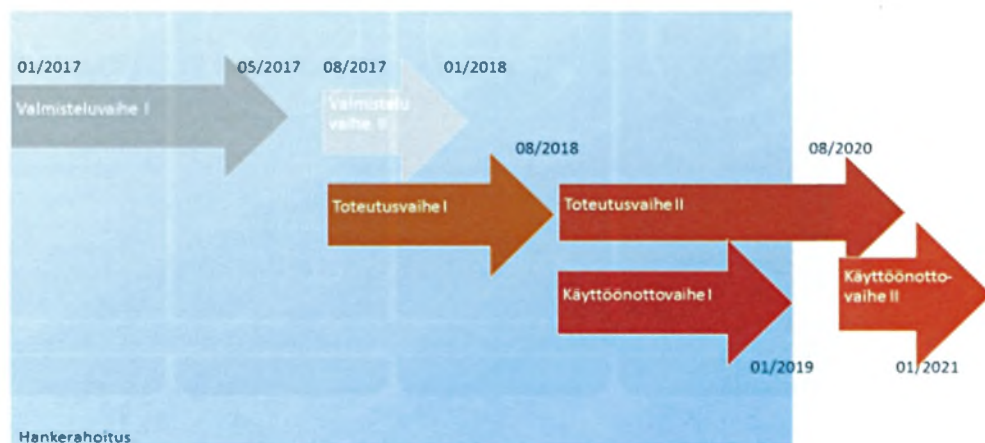 01/2017
05/2017
08/2017
01/2018
Valmisteluvaihe I
Valmistelu
vaihe II
08/2018
08/2020
Toteutusvaihe I
Toteutusvaihe II
Käyttöönottovaihe I
Käyttöönotto-
vaihe II
01/2019
01/2021
Hankerahoitus